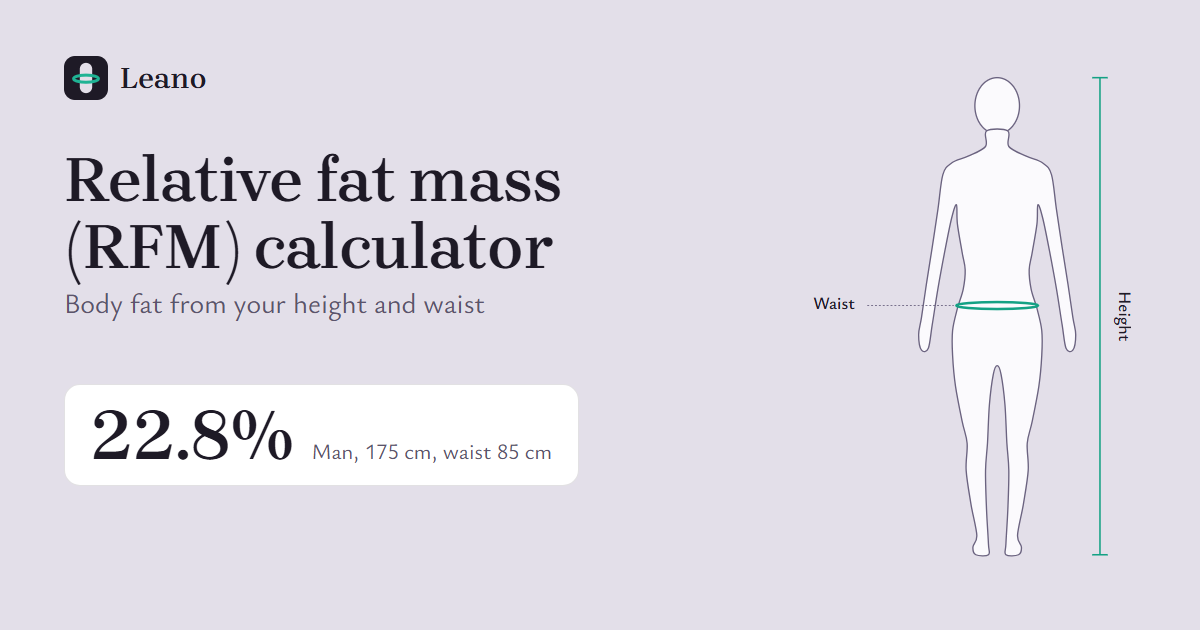 Leano
Relative fat mass
(RFM) calculator
Body fat from your height and waist
22.8% Man, 175 cm, waist 85 cm
Waist
Height